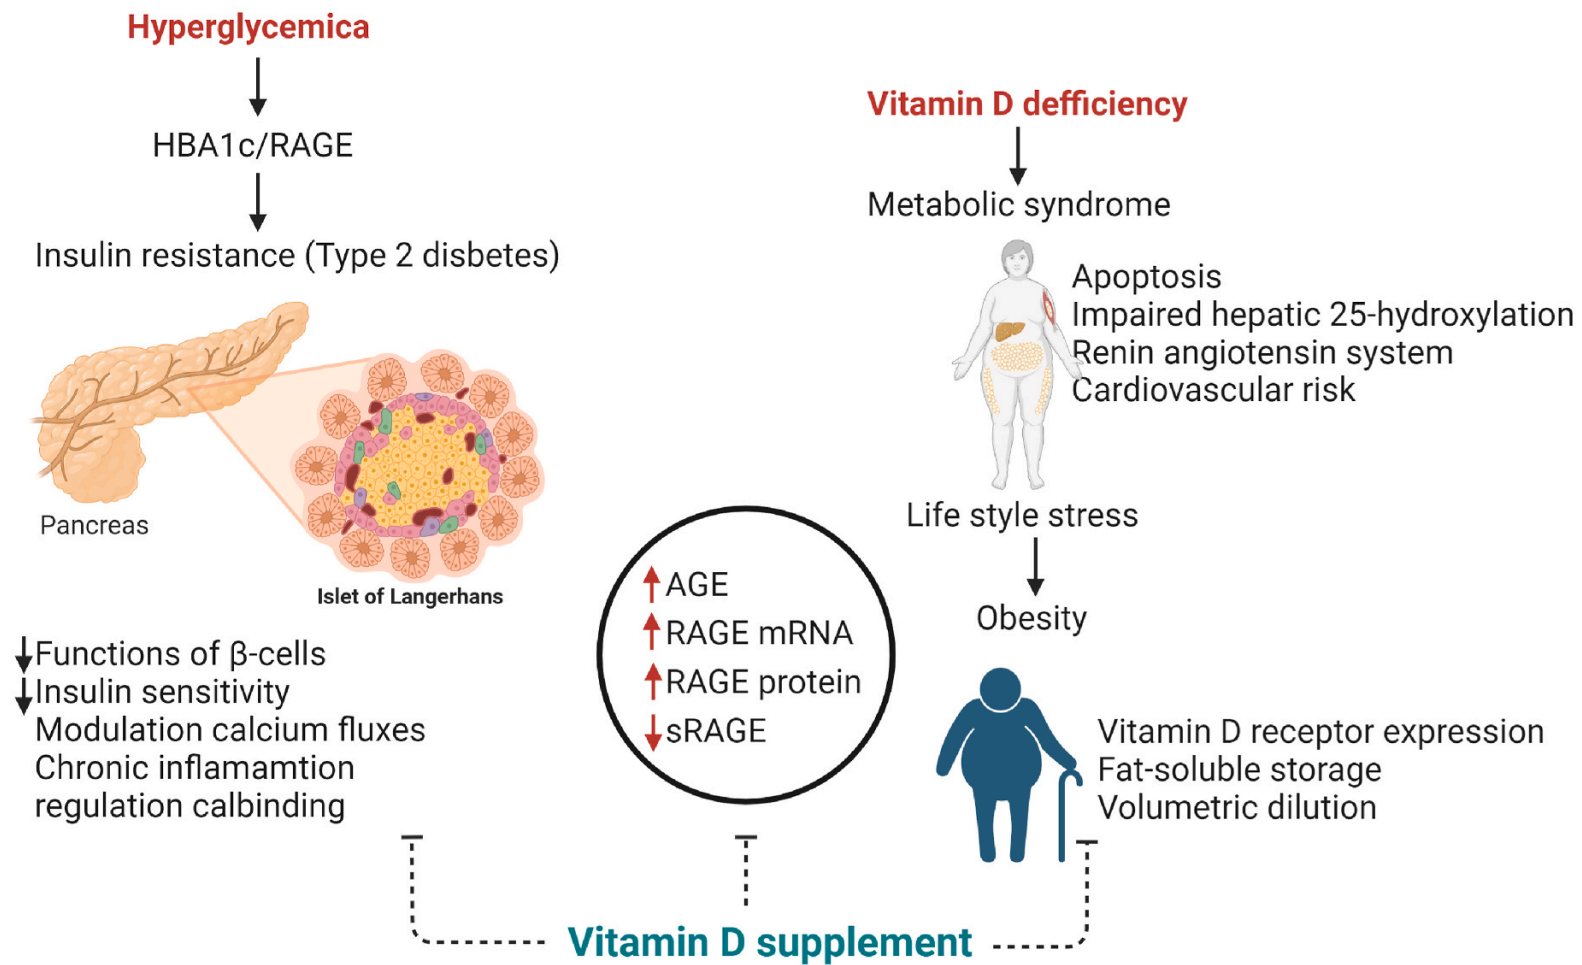 Hyperglycemica
HBA1c/RAGE
Insulin resistance (Type 2 disbetes)
Pancreas
Islet of Langerhans
Functions of β-cells
Insulin sensitivity
Modulation calcium fluxes
Chronic inflamamtion
regulation calbinding
AGE
RAGE mRNA
RAGE protein
sRAGE
Vitamin D defficiency
Metabolic syndrome
Apoptosis
Impaired hepatic 25-hydroxylation
Renin angiotensin system
Cardiovascular risk
Life style stress
Obesity
Vitamin D receptor expression
Fat-soluble storage
Volumetric dilution
Vitamin D supplement